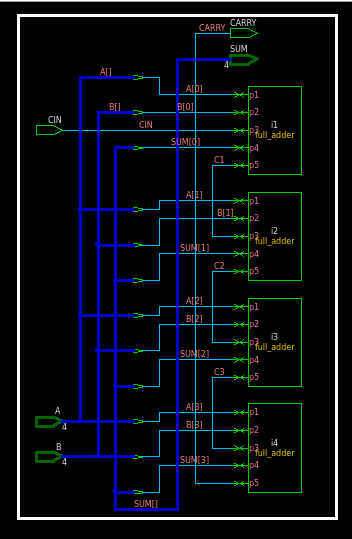 CARRY CARRY
SUM
4
A[]
A[0]
p1
B[] B[0]
p2 i1
CIN CIN
p3 full_adder
SUM[0]
p4
C1
p5
A[1]
p1
B[1]
p2 i2
p3 full_adder
SUM[1]
p4
C2
p5
A[2]
p1
B[2]
p2 i3
p3 full_adder
SUM[2]
p4
C3
p5
A[3]
A
p1
4
B[3]
p2 i4
B
p3 full_adder
4
SUM[3]
p4
p5
SUM[]